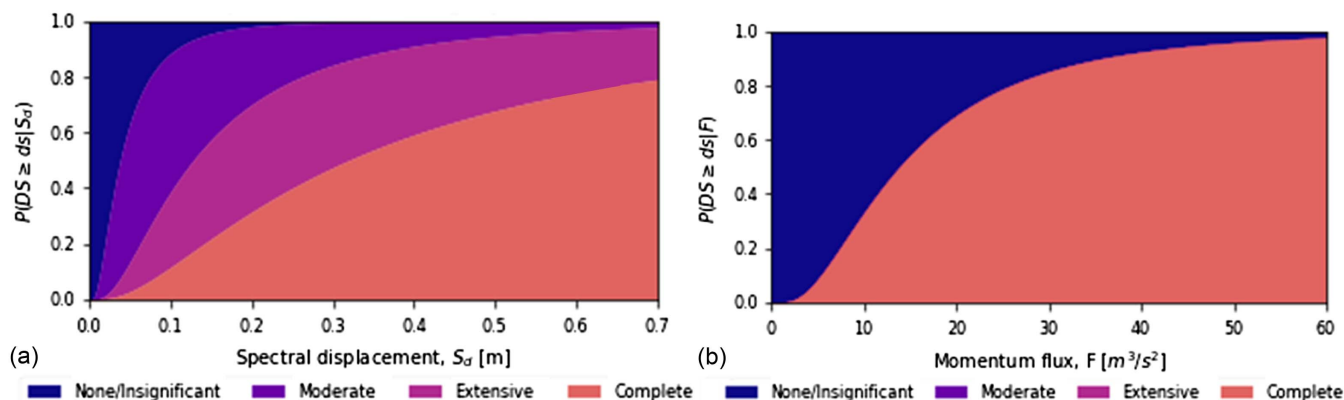 1.0
0.8
0.6
0.4
0.2
0.0
P(DS ≥ ds|S_d)
0.0 0.1 0.2 0.3 0.4 0.5 0.6 0.7
(a) Spectral displacement, S_d [m]
None/Insignificant Moderate Extensive Complete
1.0
0.8
0.6
0.4
0.2
0.0
P(DS ≥ ds|F)
0 10 20 30 40 50 60
(b) Momentum flux, F [m³/s²]
None/Insignificant Moderate Extensive Complete